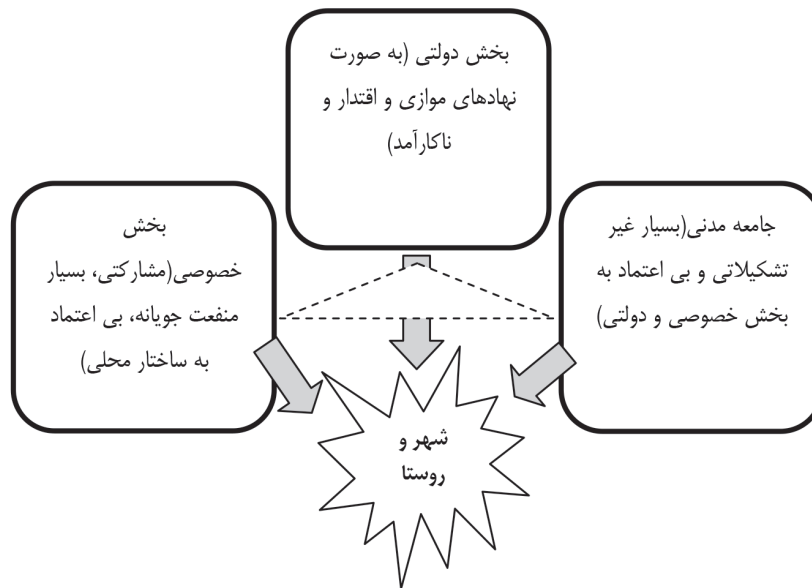 بخش دولتی (به صورت
نهادهای موازی و اقتدار و
ناکارآمد)
جامعه مدنی(بسیار غیر
تشکیلاتی و بی اعتماد به
بخش خصوصی و دولتی)
بخش
خصوصی(مشارکتی، بسیار
منفعت جویانه، بی اعتماد
به ساختار محلی)
شهر و
روستا